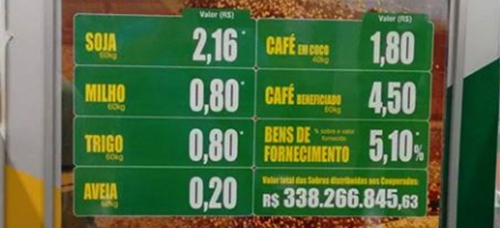 Valor (R$)
SOJA 2,16*
60kg
MILHO 0,80*
60kg
TRIGO 0,80*
60kg
AVEIA 0,20
Valor (R$)
CAFÉ EM COCO 1,80
40kg
CAFÉ BENEFICIADO 4,50
60kg
BENS DE FORNECIMENTO % sobre o valor fornecido 5,10*%
Valor total das Sobras distribuídas aos Cooperados:
R$ 338.266.845,63